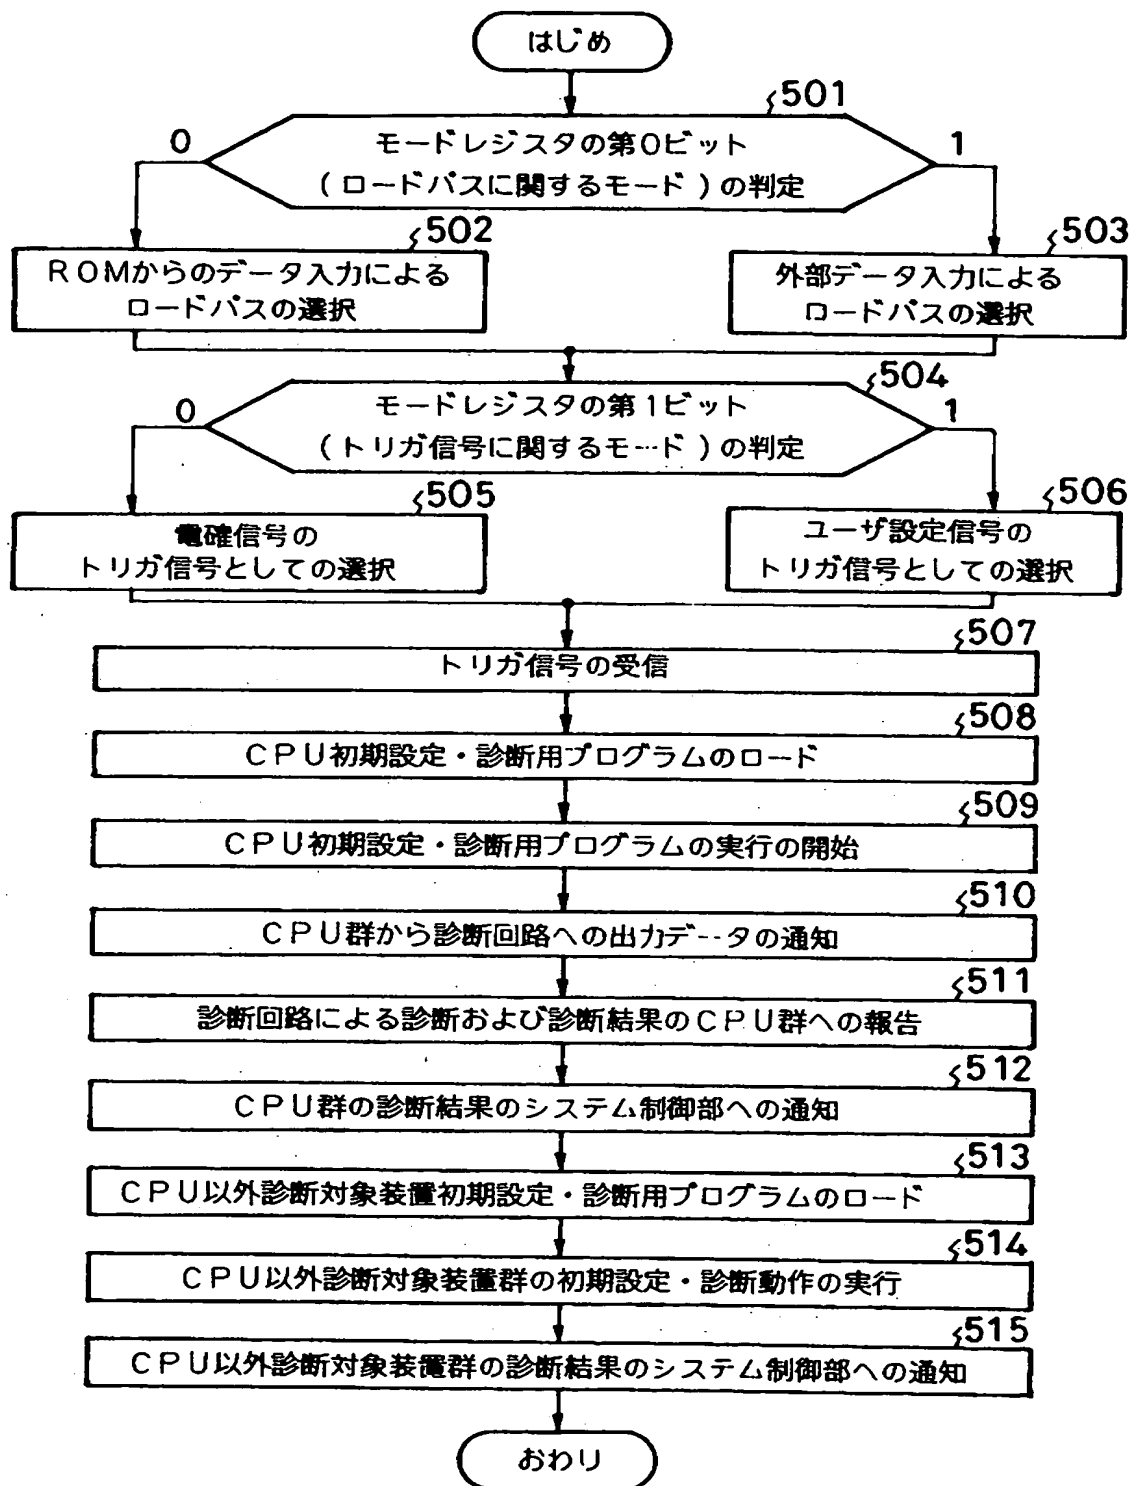 はじめ
501
モードレジスタの第0ビット
(ロードパスに関するモード)の判定
0
1
502
ROMからのデータ入力による
ロードパスの選択
503
外部データ入力による
ロードパスの選択
504
モードレジスタの第1ビット
(トリガ信号に関するモード)の判定
0
1
505
電確信号の
トリガ信号としての選択
506
ユーザ設定信号の
トリガ信号としての選択
507
トリガ信号の受信
508
CPU初期設定・診断用プログラムのロード
509
CPU初期設定・診断用プログラムの実行の開始
510
CPU群から診断回路への出力データの通知
511
診断回路による診断および診断結果のCPU群への報告
512
CPU群の診断結果のシステム制御部への通知
513
CPU以外診断対象装置初期設定・診断用プログラムのロード
514
CPU以外診断対象装置群の初期設定・診断動作の実行
515
CPU以外診断対象装置群の診断結果のシステム制御部への通知
おわり